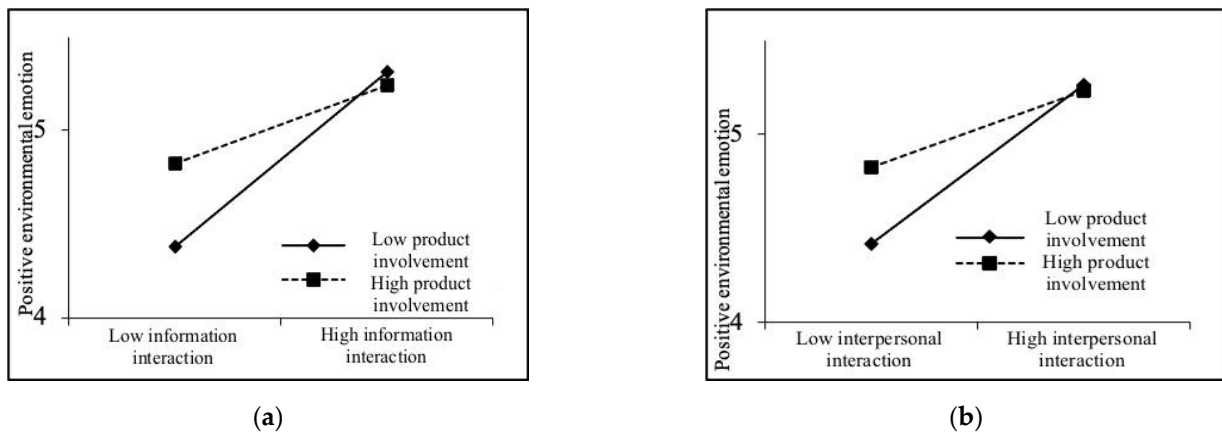 Positive environmental emotion
5
4
Low product
involvement
High product
involvement
Low information
interaction
High information
interaction
(a)
Positive environmental emotion
5
4
Low product
involvement
High product
involvement
Low interpersonal
interaction
High interpersonal
interaction
(b)